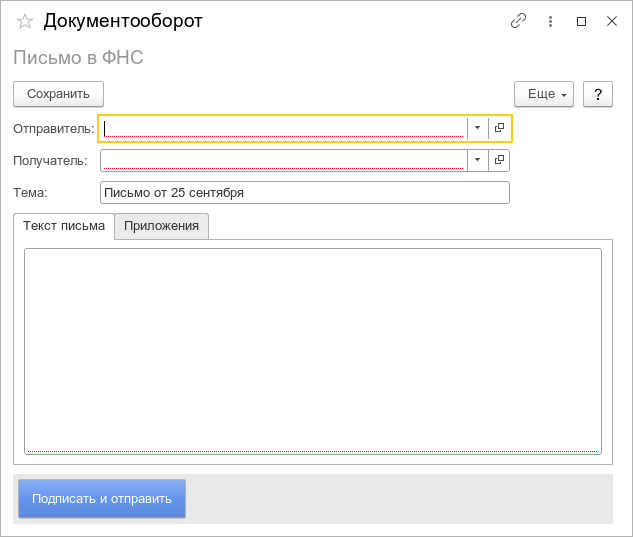 Документооборот
Письмо в ФНС
Сохранить
Еще
?
Отправитель:
Получатель:
Тема: Письмо от 25 сентября
Текст письма Приложения
Подписать и отправить